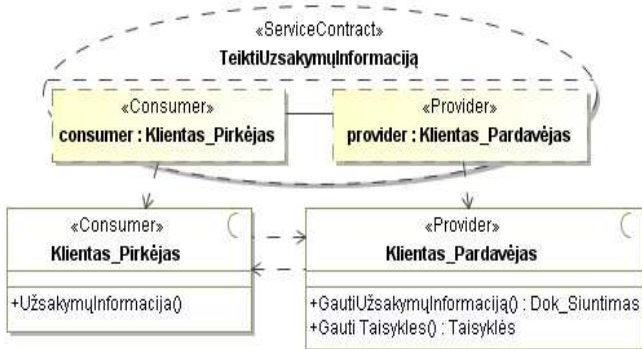 «ServiceContract»
TeiktiUzsakymųInformaciją
«Consumer»
consumer : Klientas_Pirkėjas
«Provider»
provider : Klientas_Pardavėjas
«Consumer»
Klientas_Pirkėjas
+UžsakymųInformacija()
«Provider»
Klientas_Pardavėjas
+GautiUžsakymųInformaciją() : Dok_Siuntimas
+Gauti Taisykles() : Taisyklės